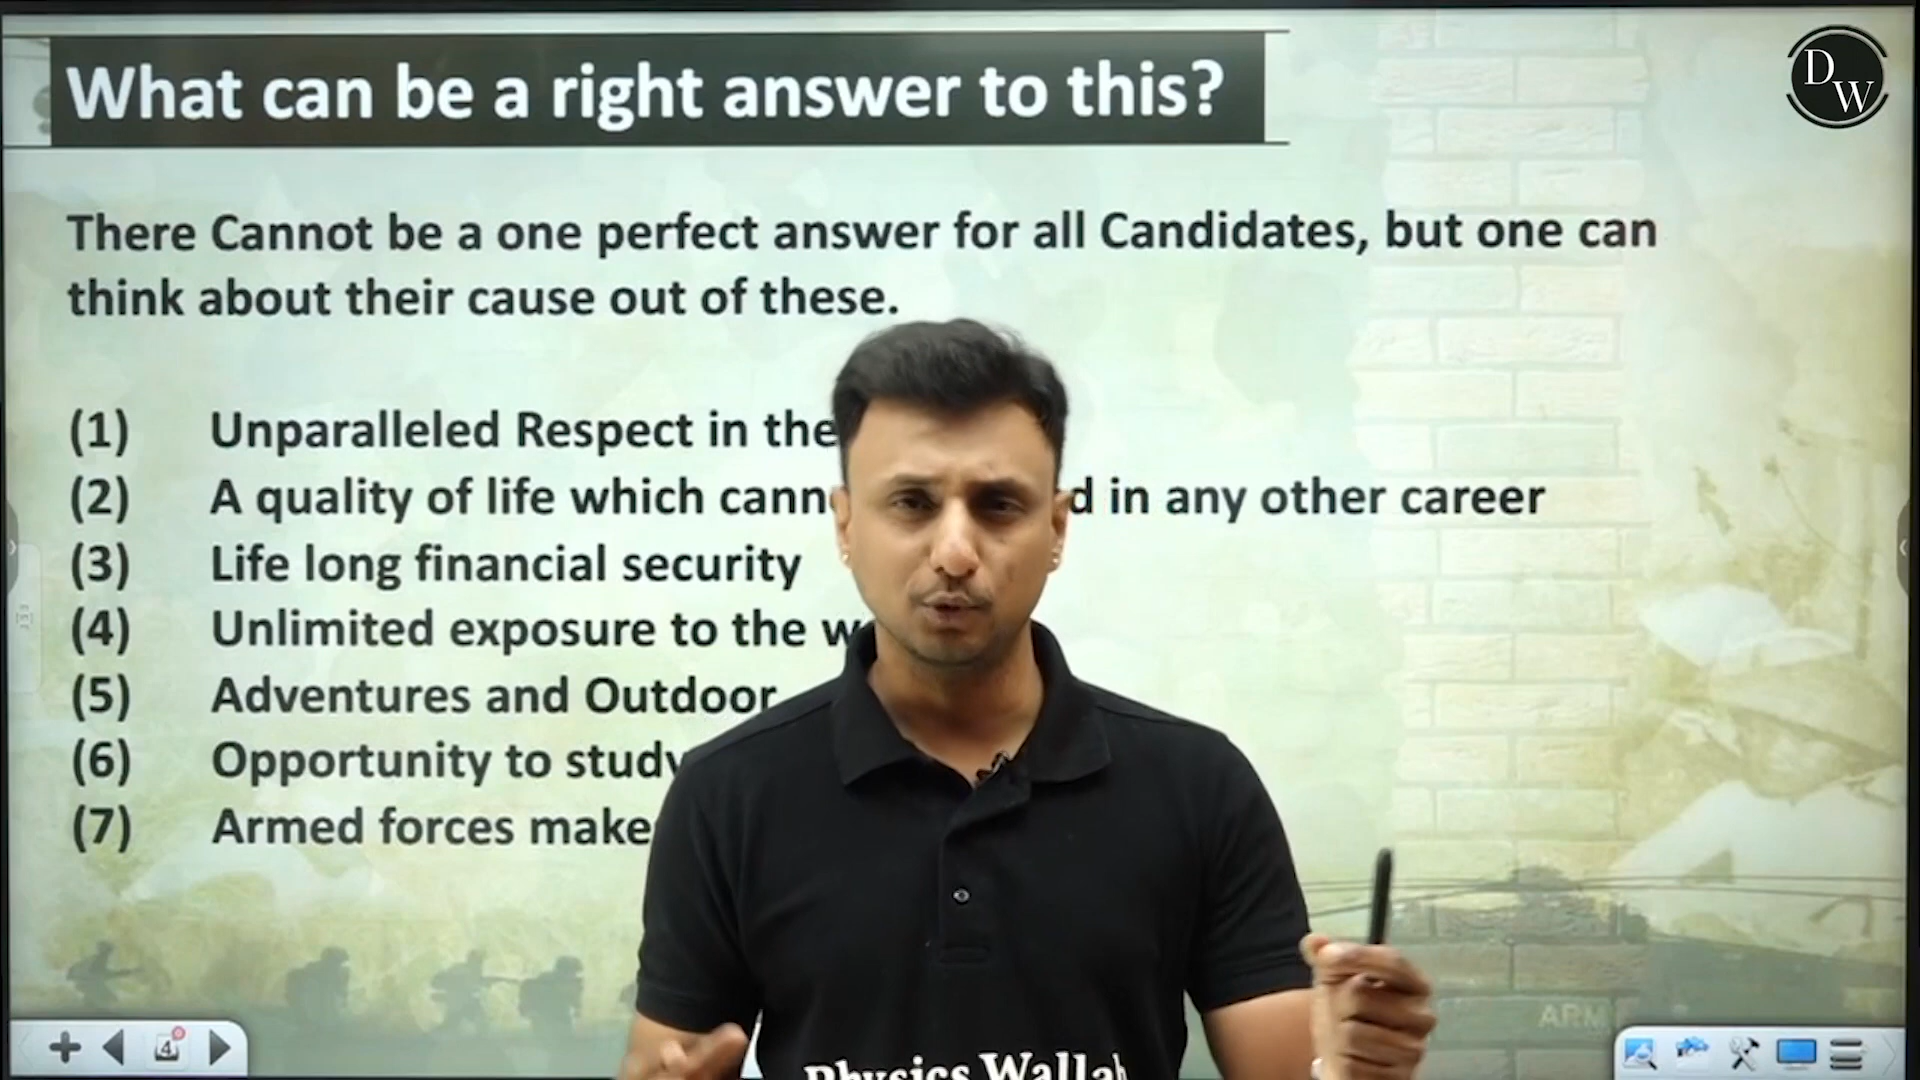 What can be a right answer to this?
D
W
There Cannot be a one perfect answer for all Candidates, but one can
think about their cause out of these.
(1) Unparalleled Respect in the
(2) A quality of life which in any other career
(3) Life long financial security
(4) Unlimited exposure to the
(5) Adventures and Outdoor
(6) Opportunity to study
(7) Armed forces make
4
Physics Wallah